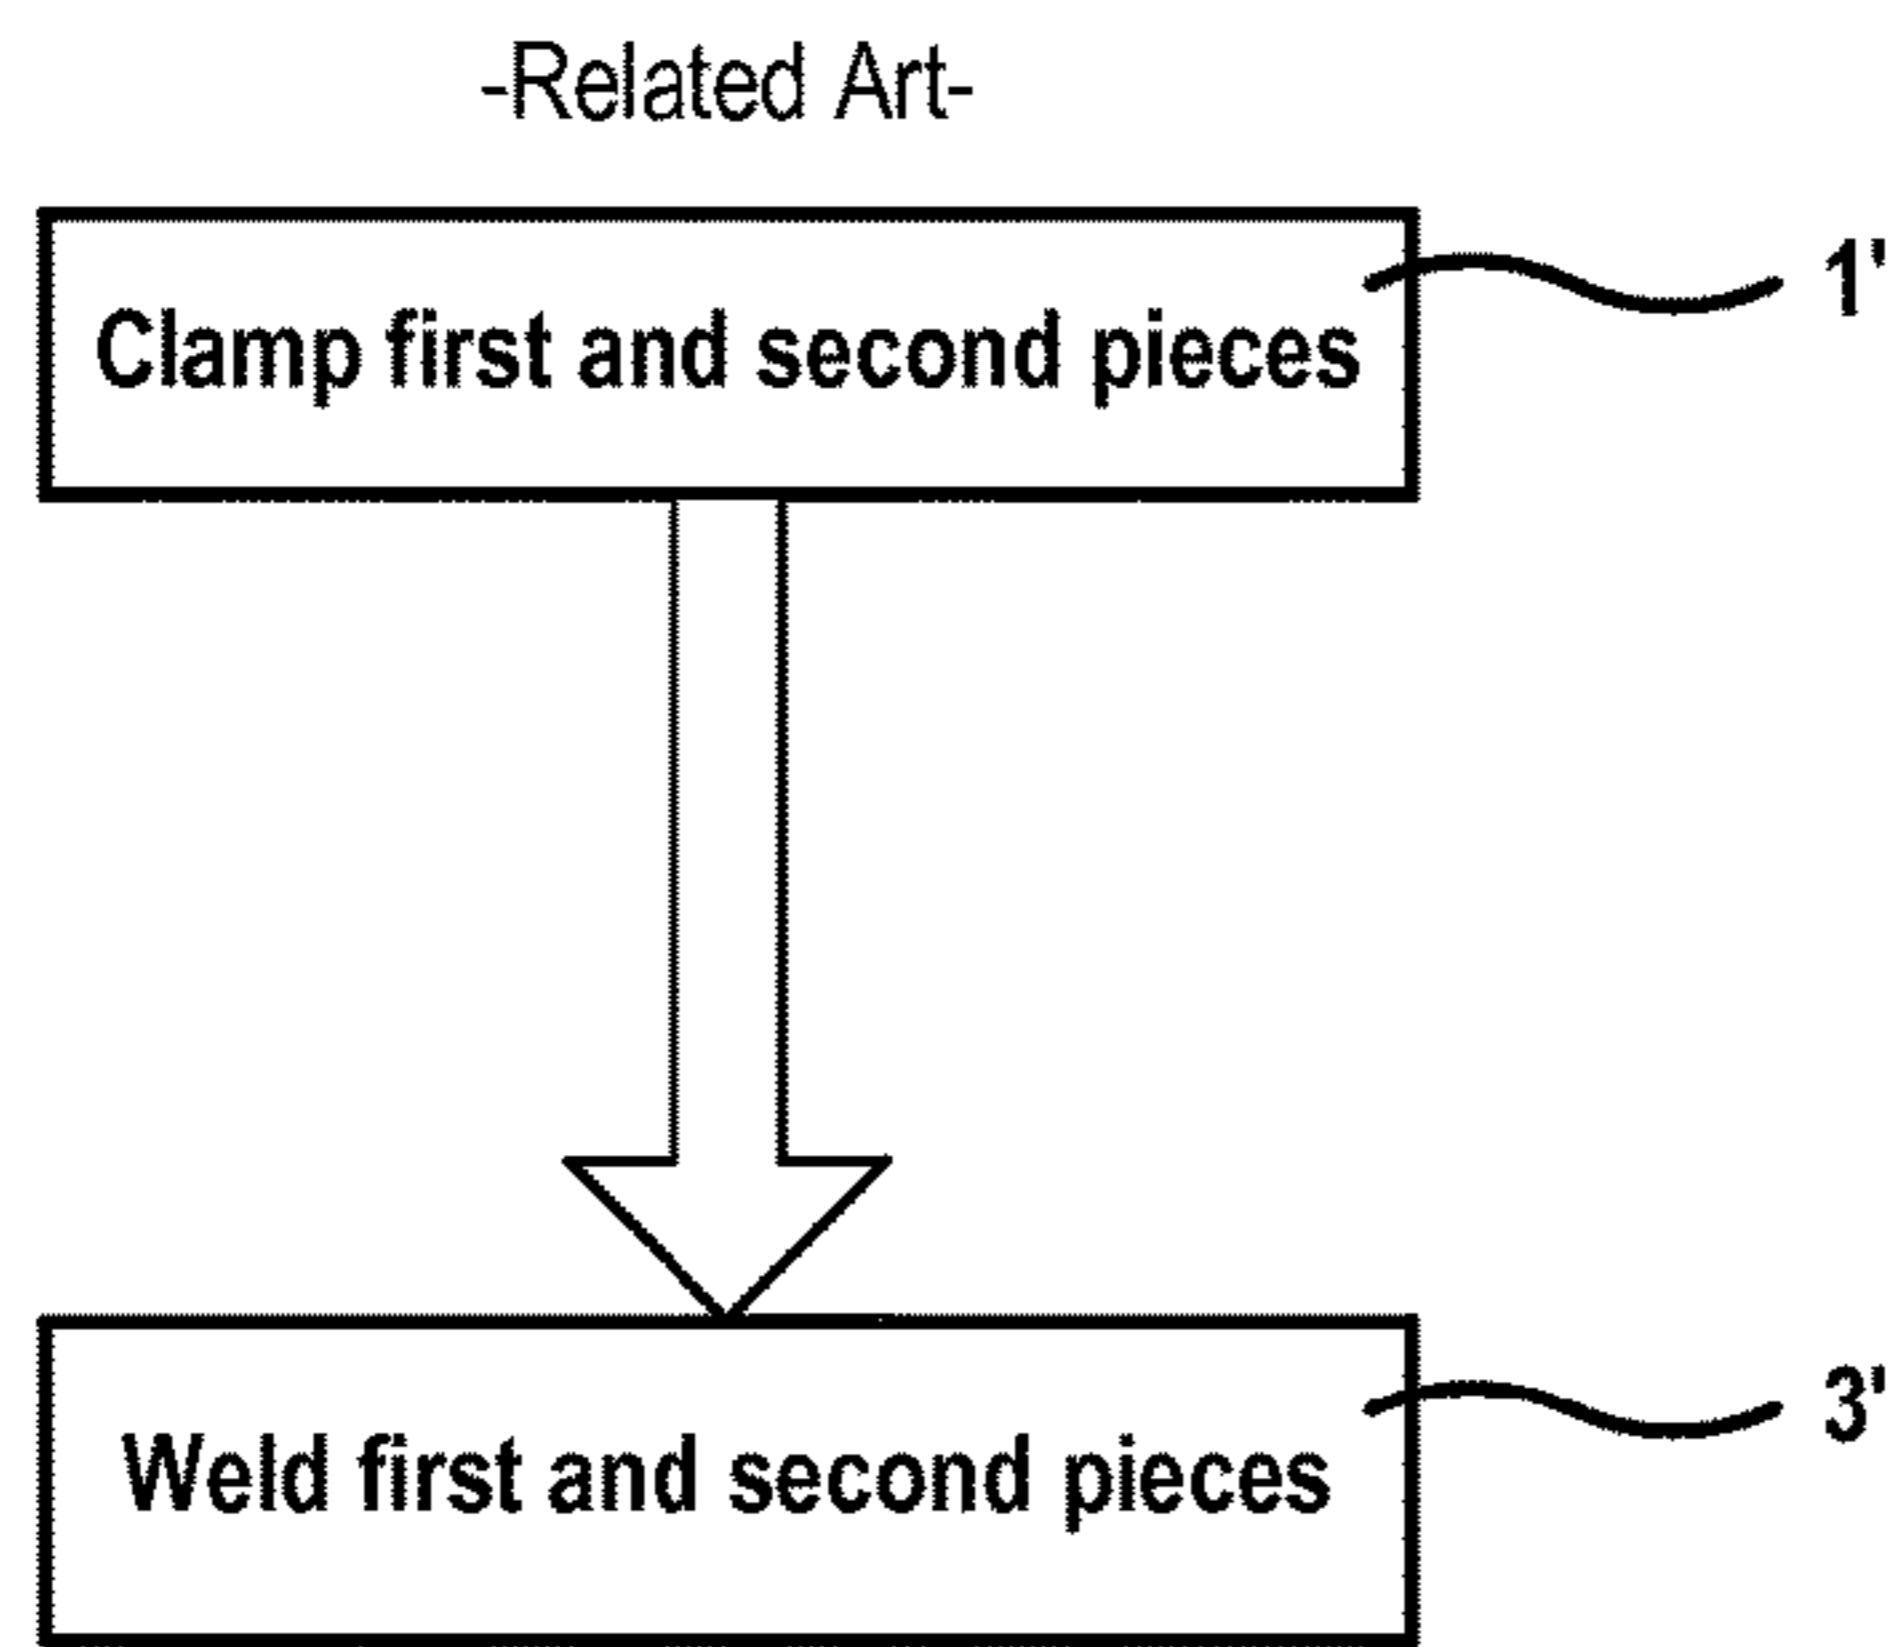 -Related Art-
Clamp first and second pieces
1'
Weld first and second pieces
3'